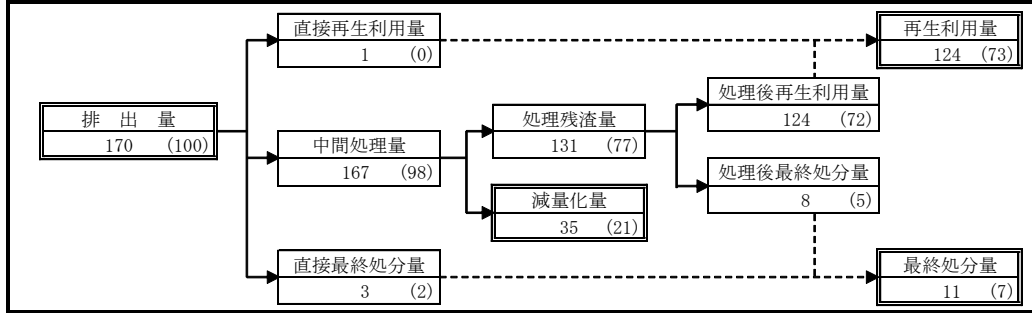 直接再生利用量
1 (0)
再生利用量
124 (73)
処理後再生利用量
124 (72)
排 出 量
170 (100)
処理残渣量
131 (77)
中間処理量
167 (98)
処理後最終処分量
8 (5)
減量化量
35 (21)
直接最終処分量
3 (2)
最終処分量
11 (7)